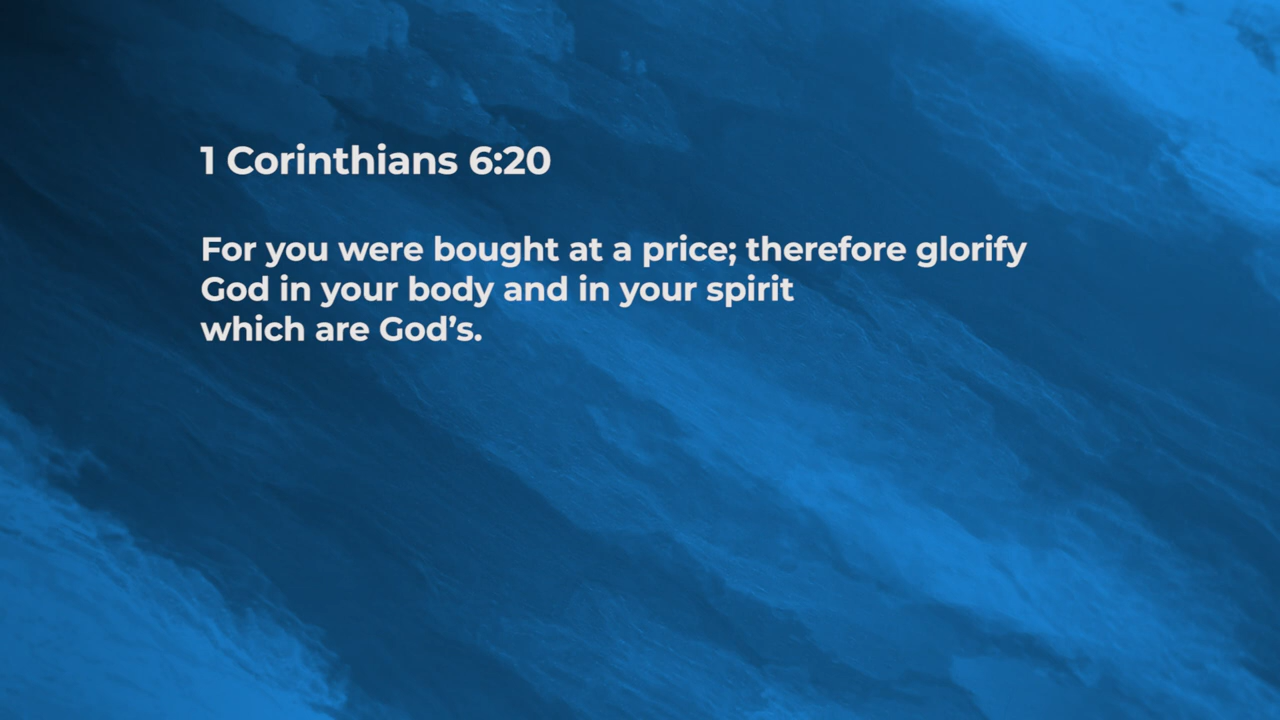 1 Corinthians 6:20
For you were bought at a price; therefore glorify
God in your body and in your spirit
which are God’s.